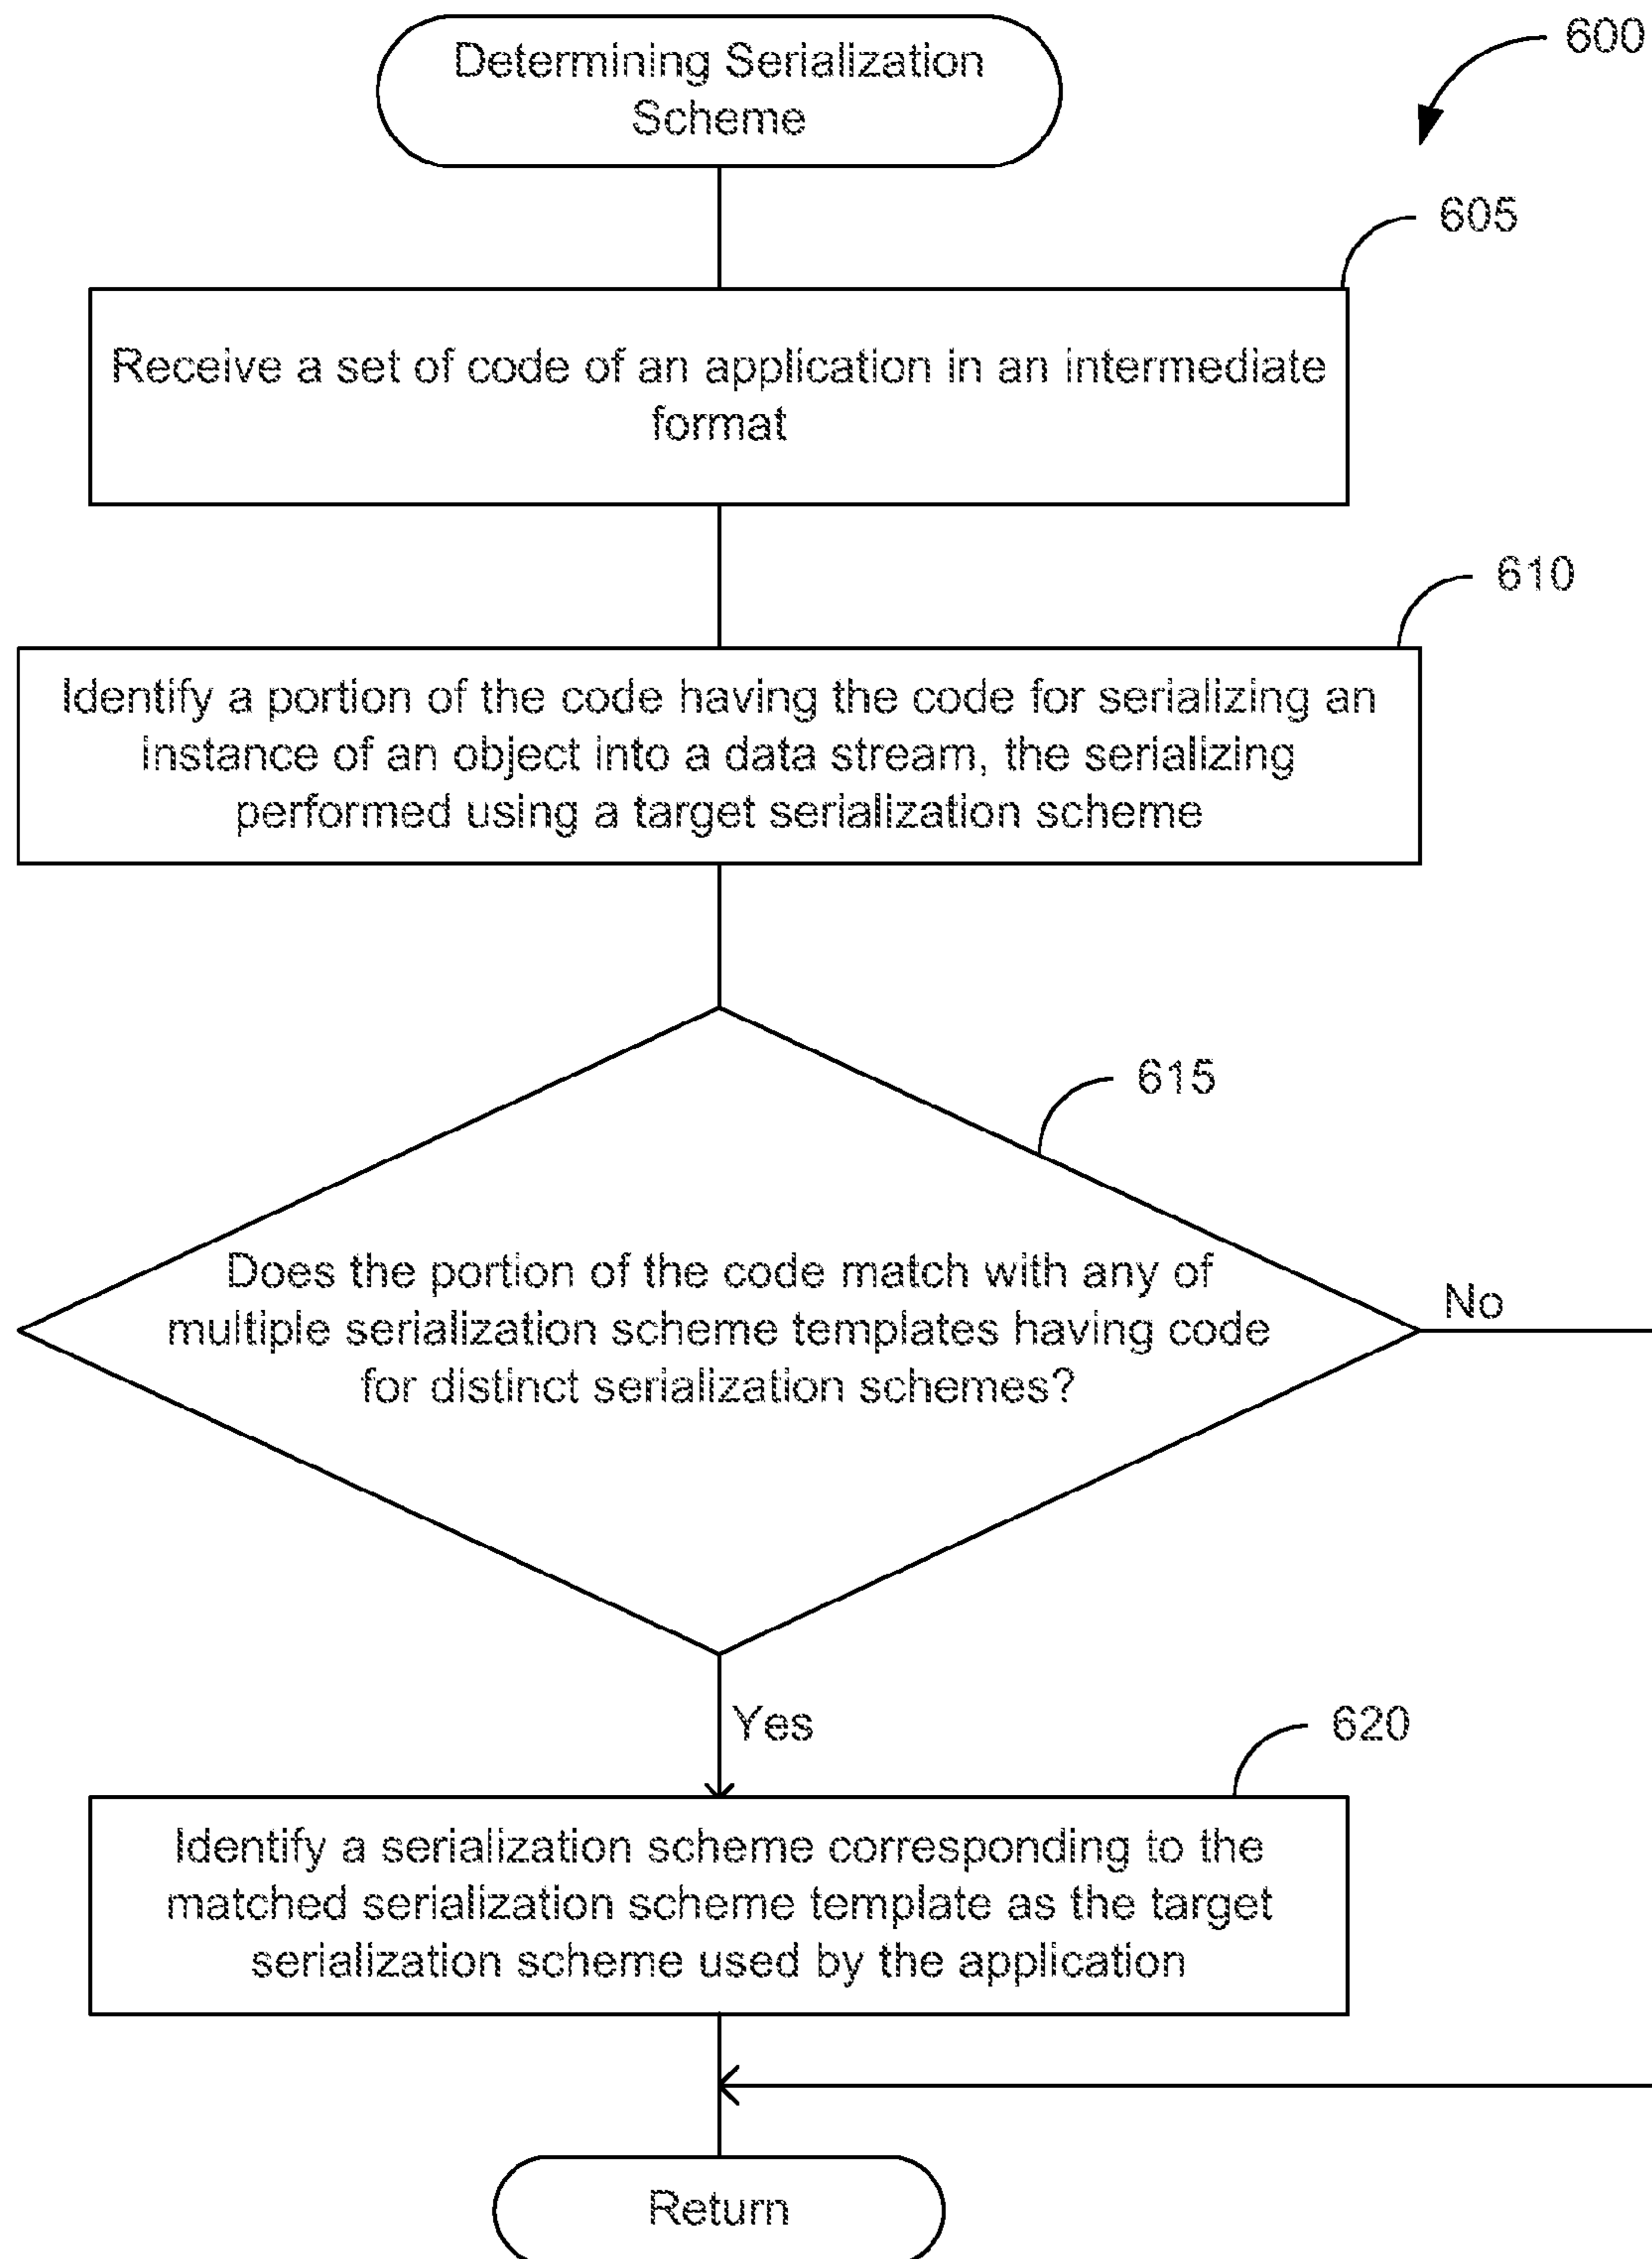 Determining Serialization
Scheme
600
605
Receive a set of code of an application in an intermediate
format
610
Identify a portion of the code having the code for serializing an
instance of an object into a data stream, the serializing
performed using a target serialization scheme
615
Does the portion of the code match with any of
multiple serialization scheme templates having code
for distinct serialization schemes?
No
Yes
620
Identify a serialization scheme corresponding to the
matched serialization scheme template as the target
serialization scheme used by the application
Return